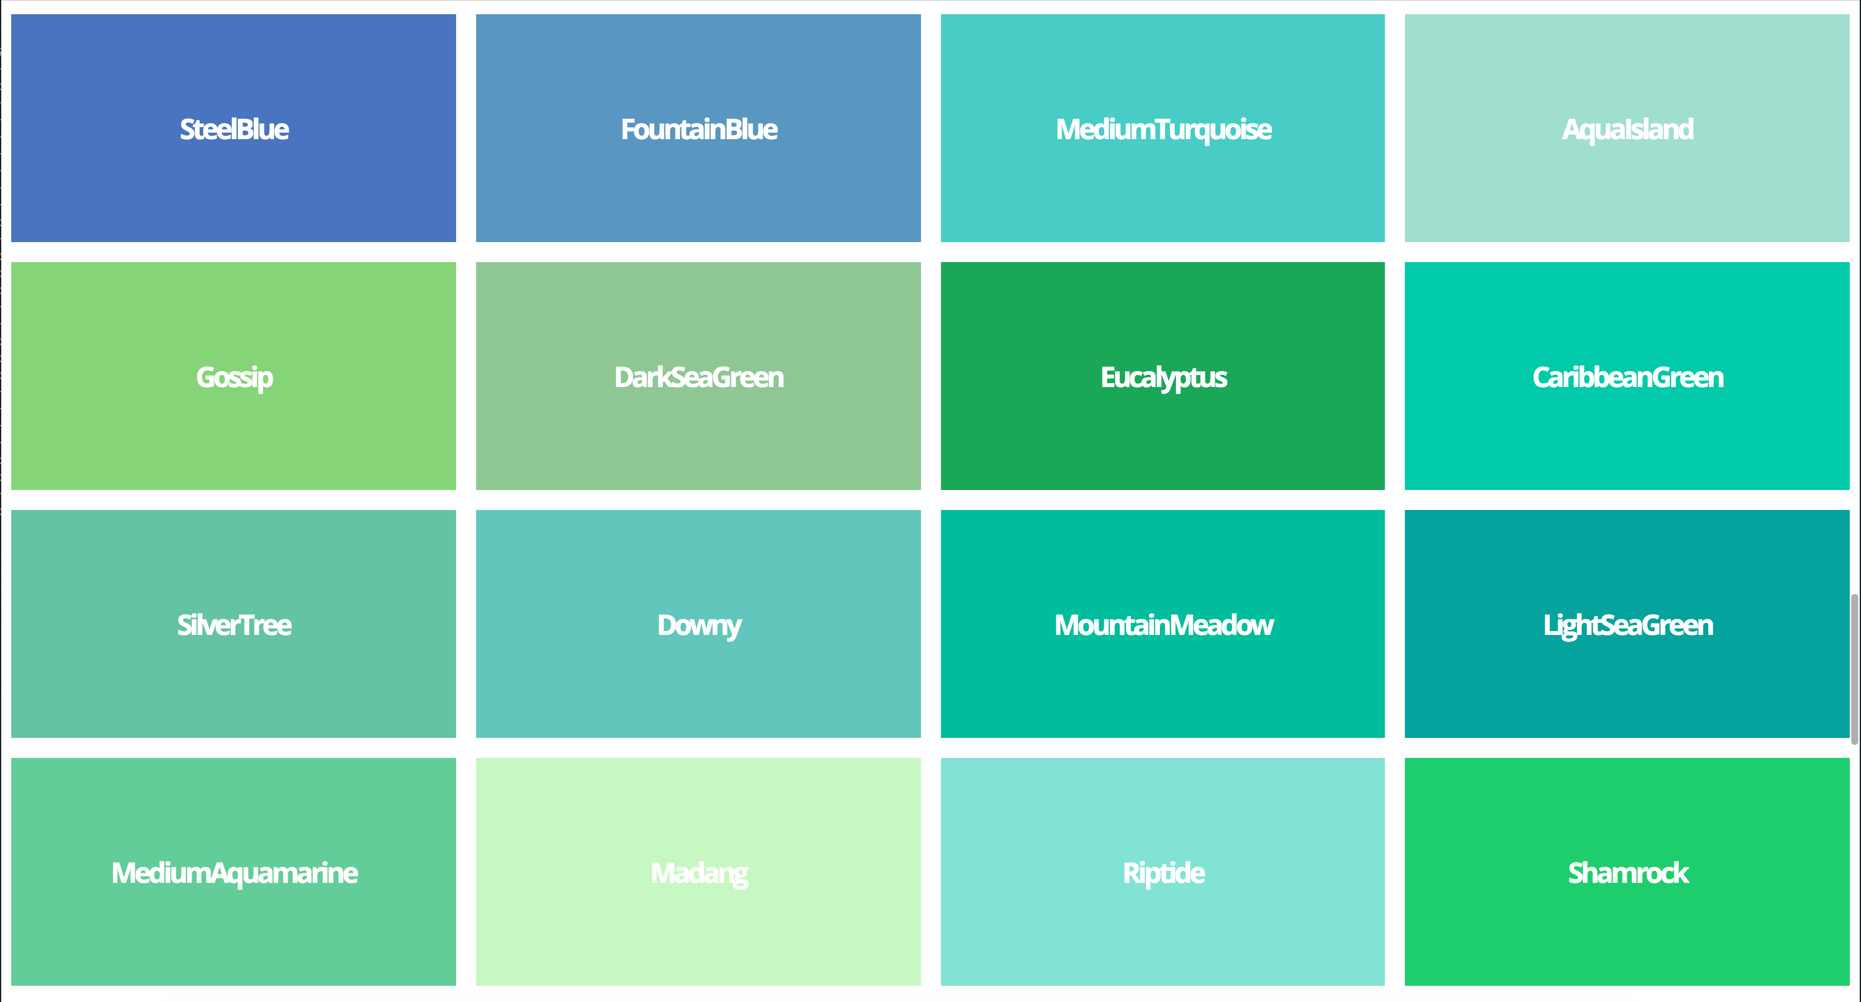 SteelBlue
FountainBlue
MediumTurquoise
AquaIsland
Gossip
DarkSeaGreen
Eucalyptus
CaribbeanGreen
SilverTree
Downy
MountainMeadow
LightSeaGreen
MediumAquamarine
Madang
Riptide
Shamrock